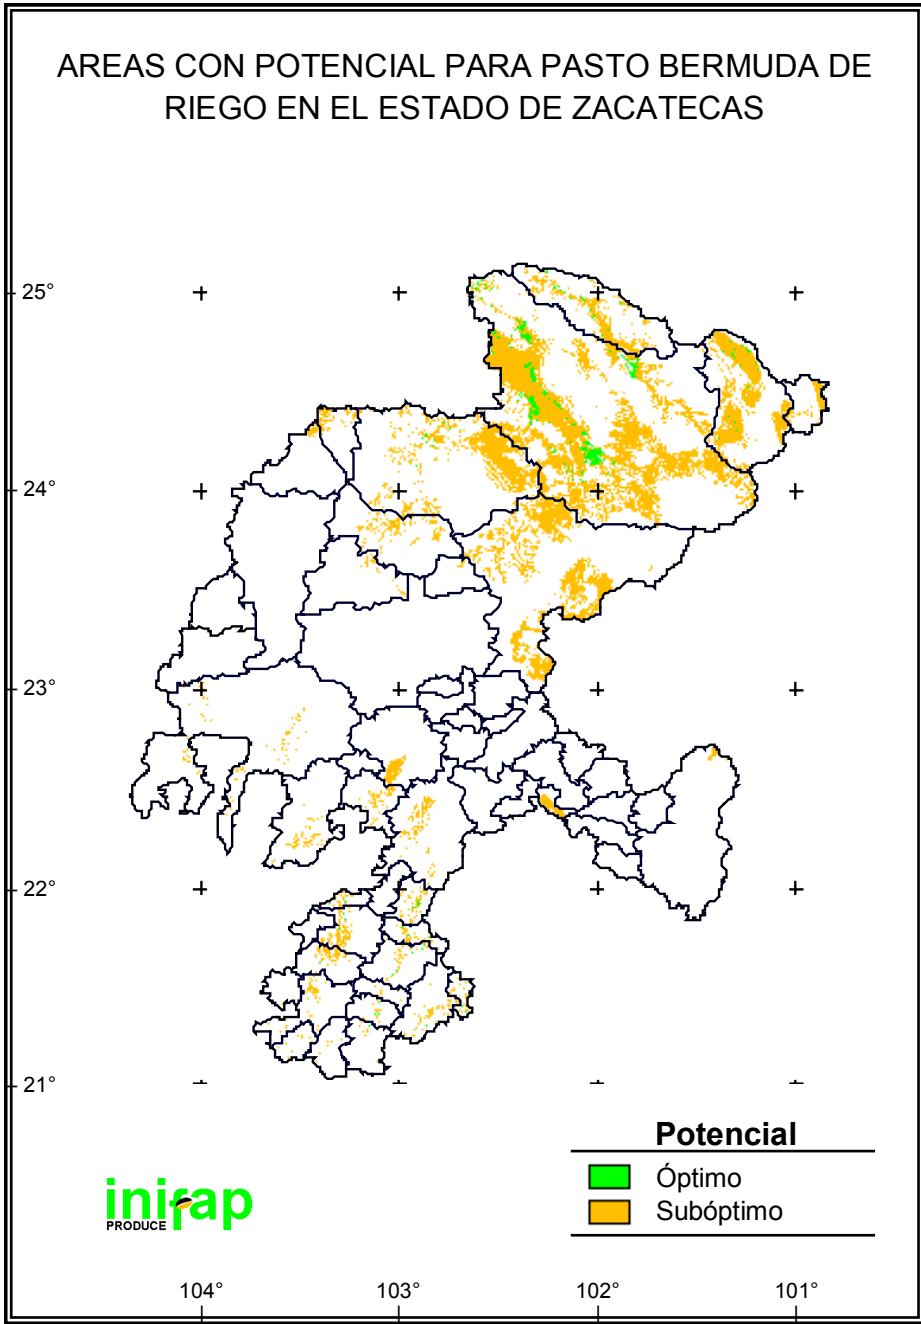 AREAS CON POTENCIAL PARA PASTO BERMUDA DE
RIEGO EN EL ESTADO DE ZACATECAS
25°
24°
23°
22°
21°
Potencial
Óptimo
Subóptimo
inifap
PRODUCE
104° 103° 102° 101°